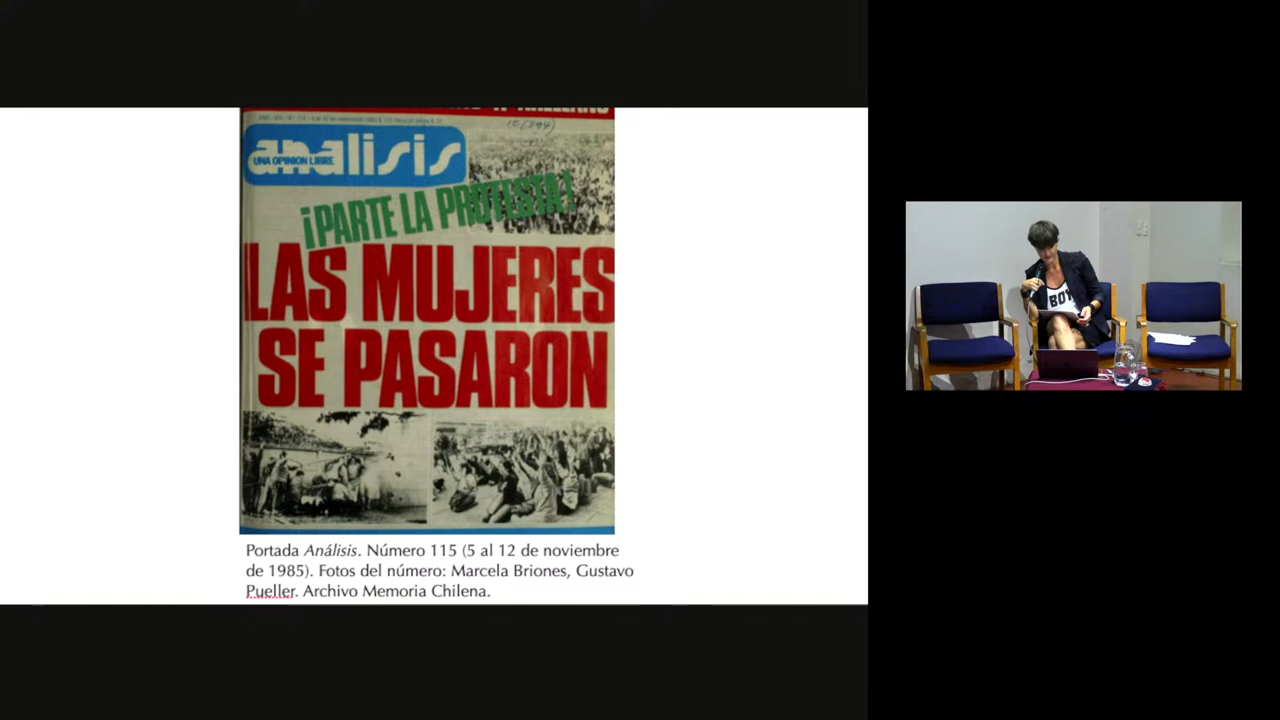 análisis
UNA OPINION LIBRE
¡PARTE LA PROTESTA!
LAS MUJERES
SE PASARON
Portada Análisis. Número 115 (5 al 12 de noviembre
de 1985). Fotos del número: Marcela Briones, Gustavo
Pueller. Archivo Memoria Chilena.
BOY